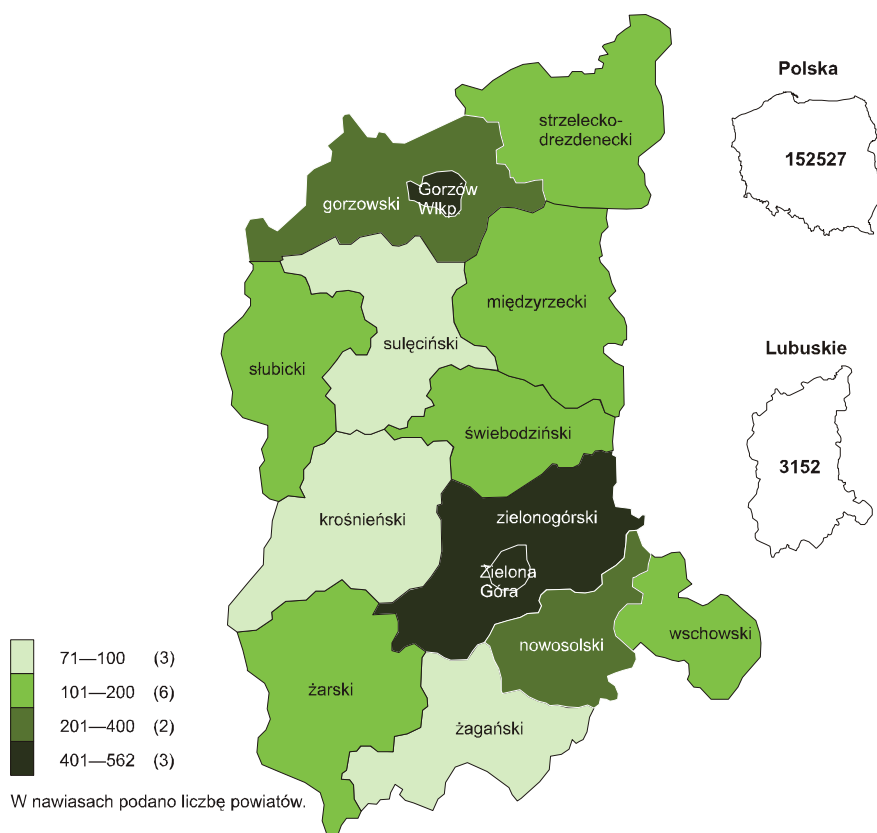 Polska
152527
strzelecko-
drezdenecki
Gorzów
Wlkp
gorzowski
międzyrzecki
sulęciński
słubicki
Lubuskie
3152
świebodziński
zielonogórski
krośnieński
Zielona
Góra
wschowski
nowosolski
żarski
żagański
71—100 (3)
101—200 (6)
201—400 (2)
401—562 (3)
W nawiasach podano liczbę powiatów.